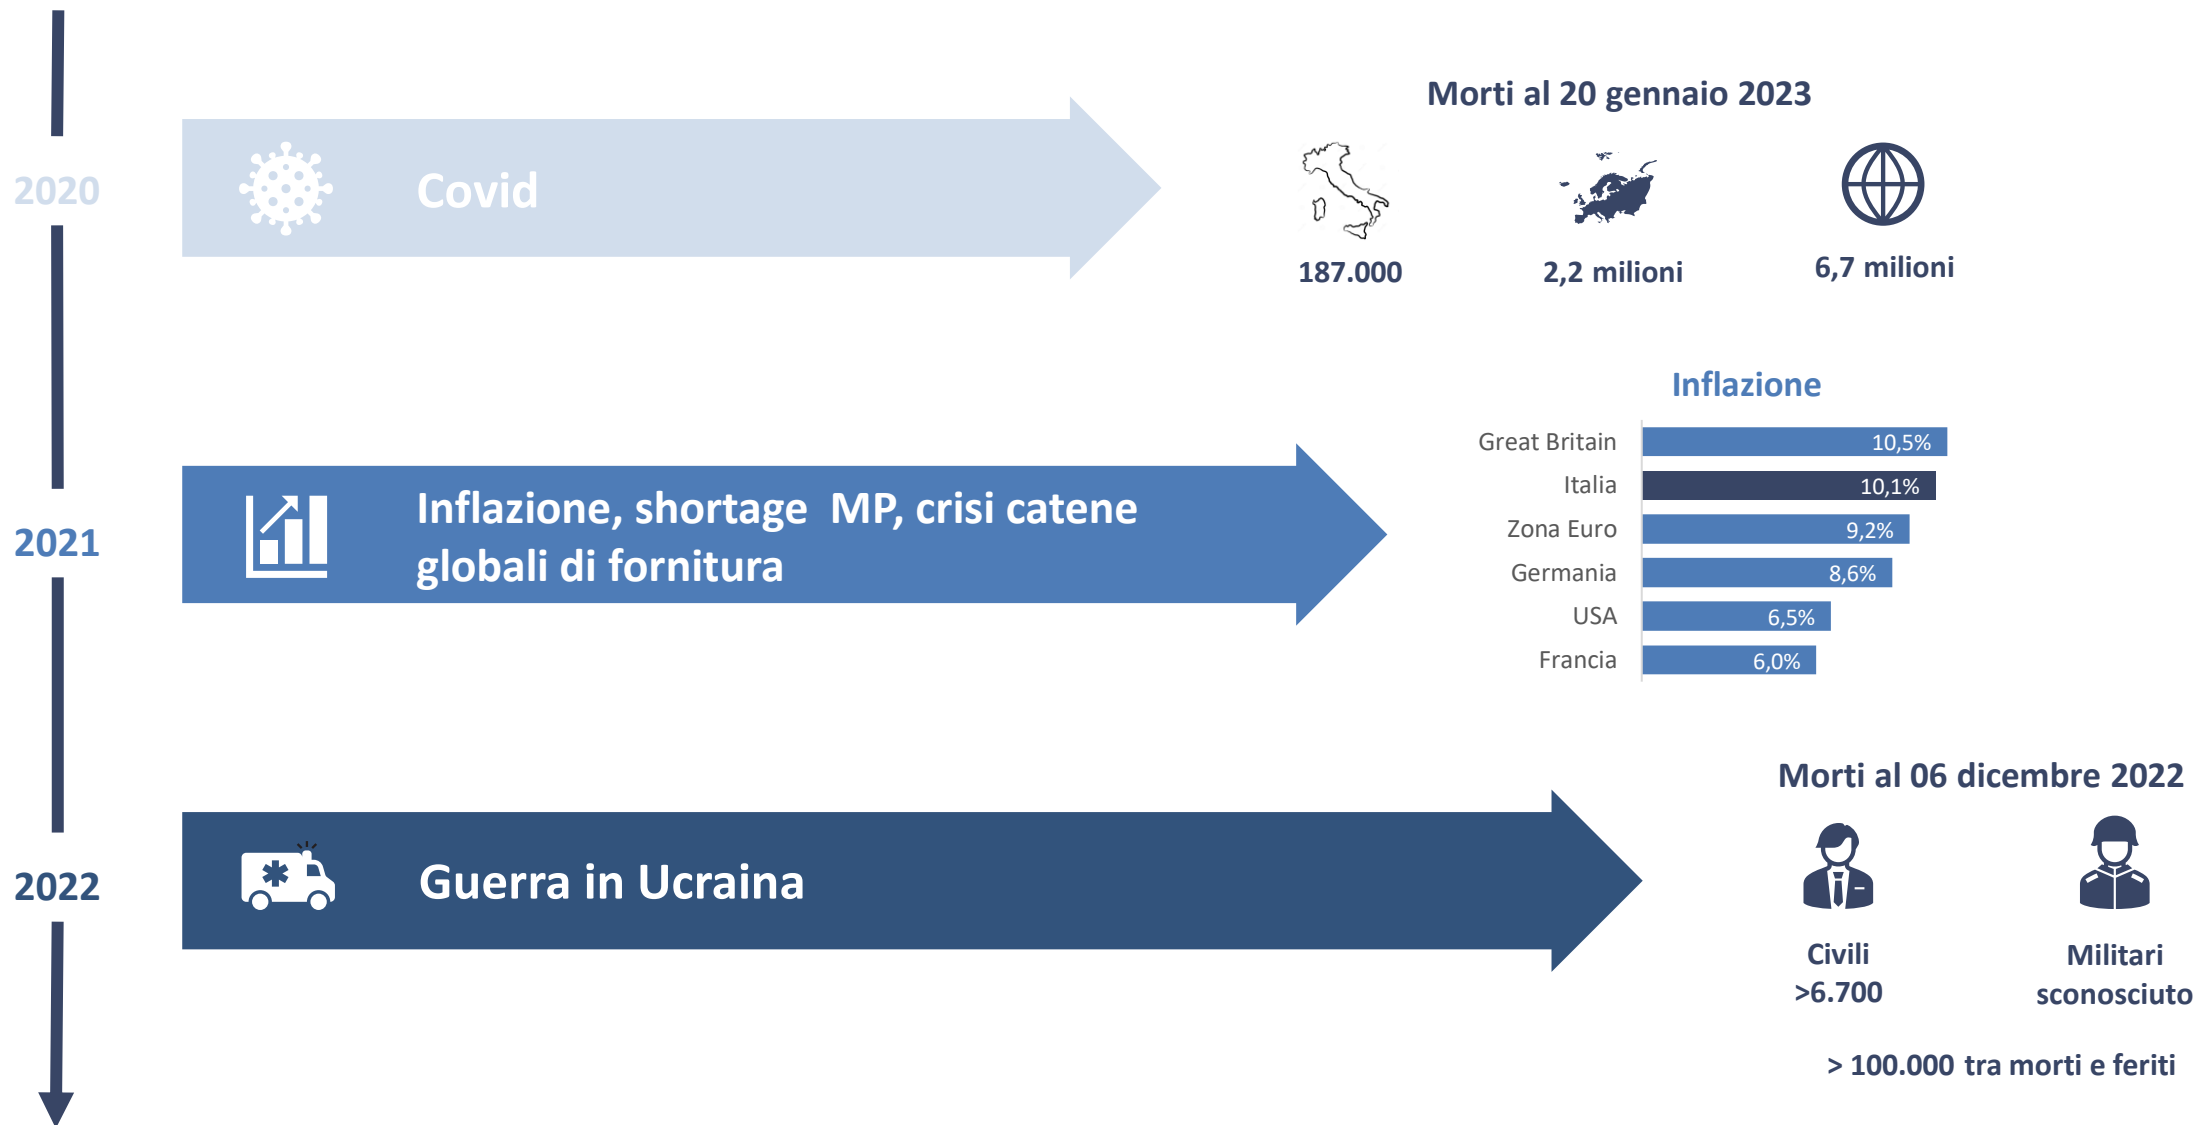 2020
Covid
Morti al 20 gennaio 2023
187.000
2,2 milioni
6,7 milioni
2021
Inflazione, shortage MP, crisi catene
globali di fornitura
Inflazione
Great Britain 10,5%
Italia 10,1%
Zona Euro 9,2%
Germania 8,6%
USA 6,5%
Francia 6,0%
2022
Guerra in Ucraina
Morti al 06 dicembre 2022
Civili
>6.700
Militari
sconosciuto
> 100.000 tra morti e feriti